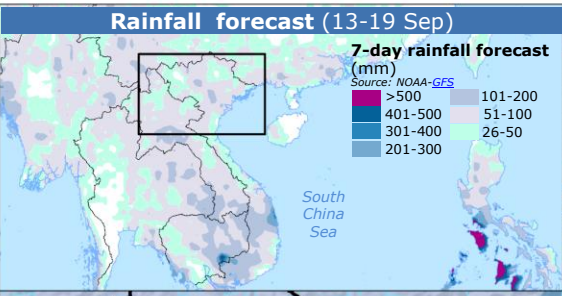 Rainfall forecast (13-19 Sep)
7-day rainfall forecast
(mm)
Source: NOAA-GFS
>500
401-500
301-400
201-300
101-200
51-100
26-50
South
China
Sea